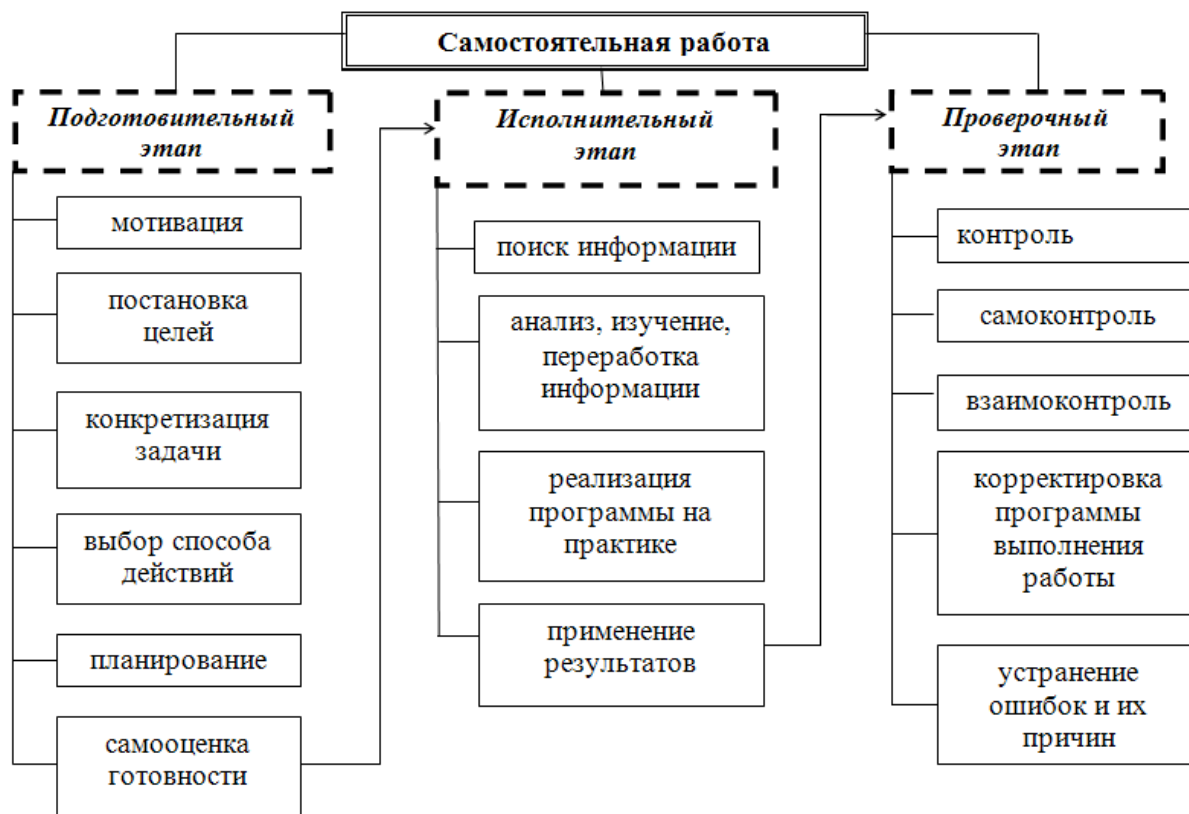 Самостоятельная работа
Подготовительный
этап
мотивация
постановка
целей
конкретизация
задачи
выбор способа
действий
планирование
самооценка
готовности
Исполнительный
этап
поиск информации
анализ, изучение,
переработка
информации
реализация
программы на
практике
применение
результатов
Проверочный
этап
контроль
самоконтроль
взаимоконтроль
корректировка
программы
выполнения
работы
устранение
ошибок и их
причин